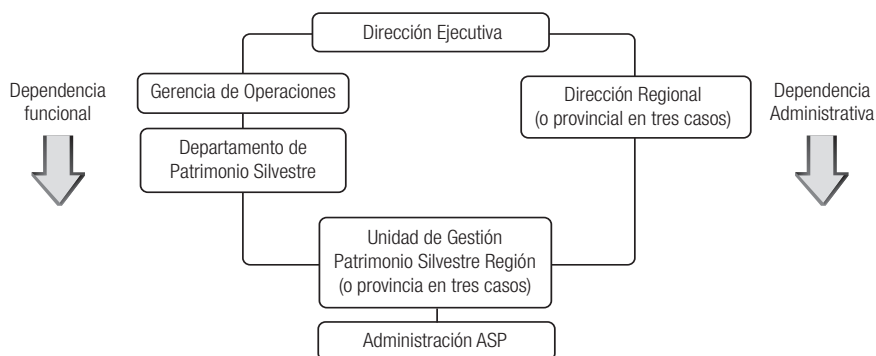 Dirección Ejecutiva
Dependencia
funcional
Gerencia de Operaciones
Departamento de
Patrimonio Silvestre
Dirección Regional
(o provincial en tres casos)
Dependencia
Administrativa
Unidad de Gestión
Patrimonio Silvestre Región
(o provincia en tres casos)
Administración ASP